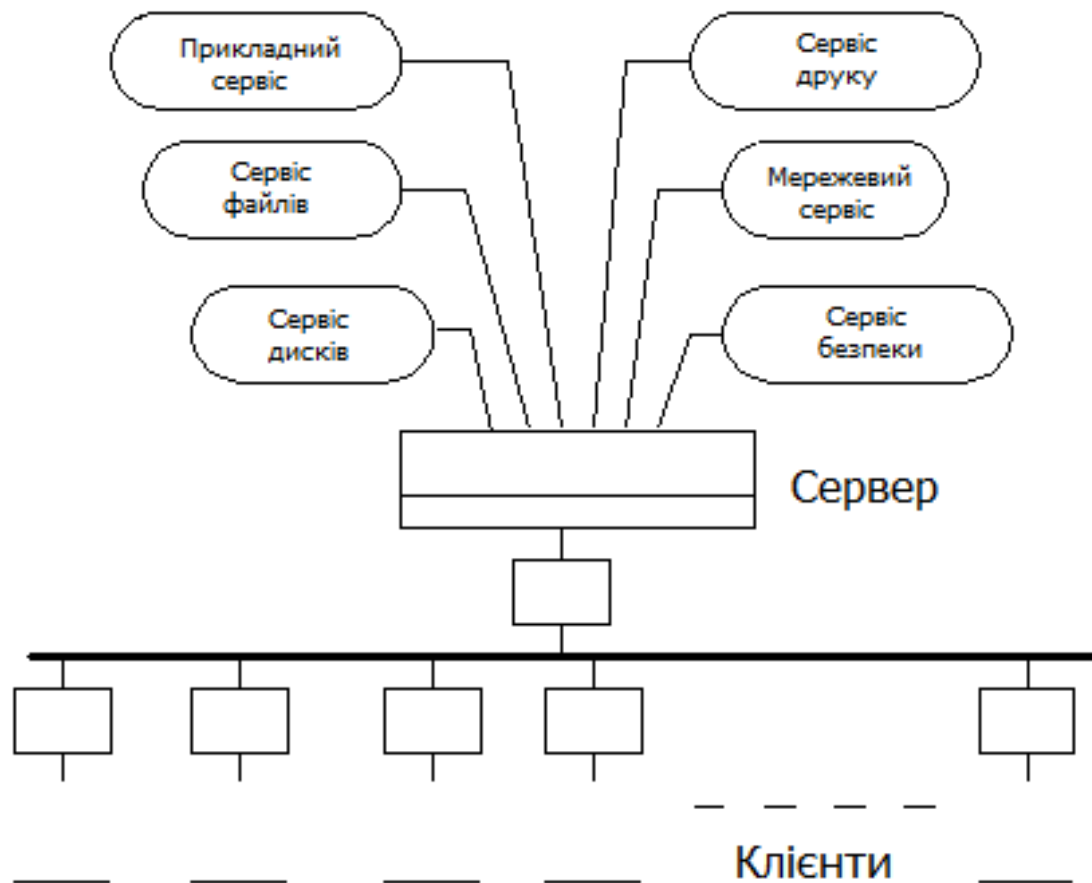 Прикладний
сервіс
Сервіс
друку
Сервіс
файлів
Мережевий
сервіс
Сервіс
дисків
Сервіс
безпеки
Сервер
Клієнти